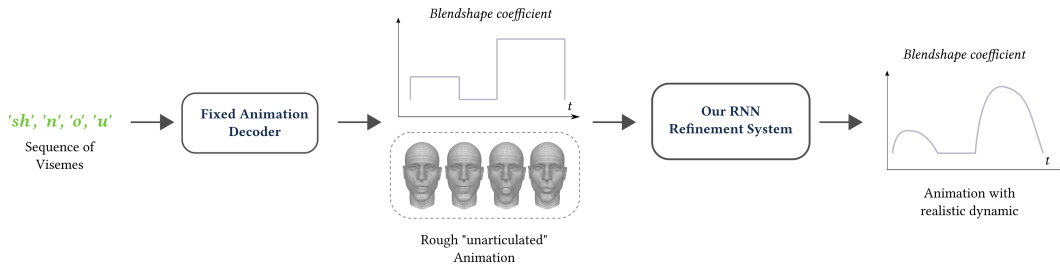 'sh', 'n', 'o', 'u'
Sequence of
Visemes
Fixed Animation
Decoder
Blendshape coefficient
t
Rough "unarticulated"
Animation
Our RNN
Refinement System
Blendshape coefficient
t
Animation with
realistic dynamic